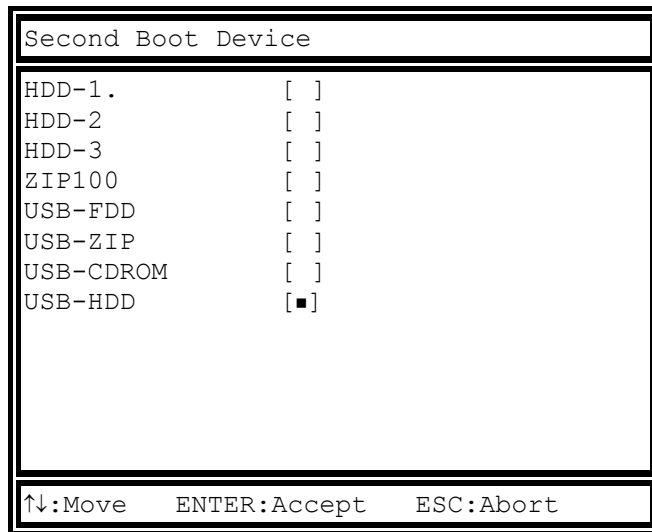 Second Boot Device
HDD-1. [ ]
HDD-2 [ ]
HDD-3 [ ]
ZIP100 [ ]
USB-FDD [ ]
USB-ZIP [ ]
USB-CDROM [ ]
USB-HDD [■]
↑↓:Move ENTER:Accept ESC:Abort